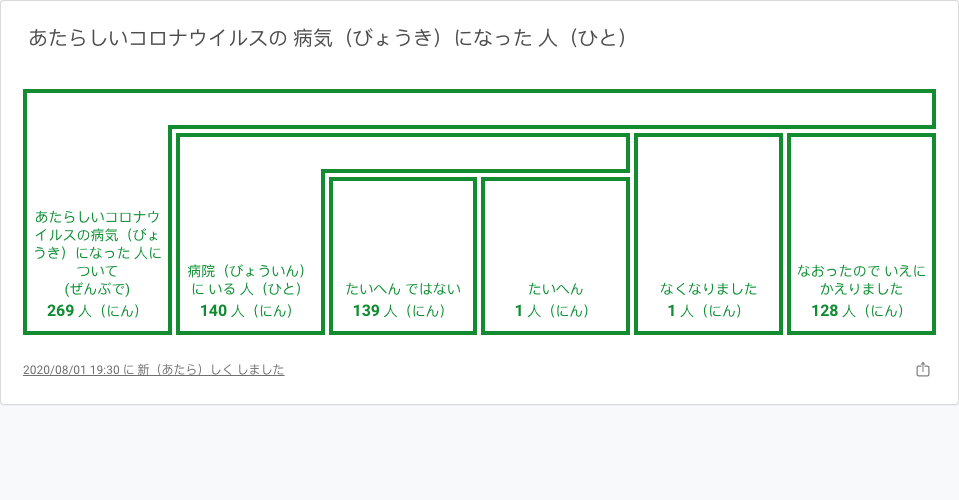 あたらしいコロナウイルスの 病気（びょうき）になった 人（ひと）
あたらしいコロナウ
イルスの病気（びょ
うき）になった 人に
ついて
(ぜんぶで)
269 人（にん）
病院（びょういん）
に いる 人（ひと）
140 人（にん）
たいへん ではない
139 人（にん）
たいへん
1 人（にん）
なくなりました
1 人（にん）
なおったので いえに
かえりました
128 人（にん）
2020/08/01 19:30 に 新（あたら）しく しました